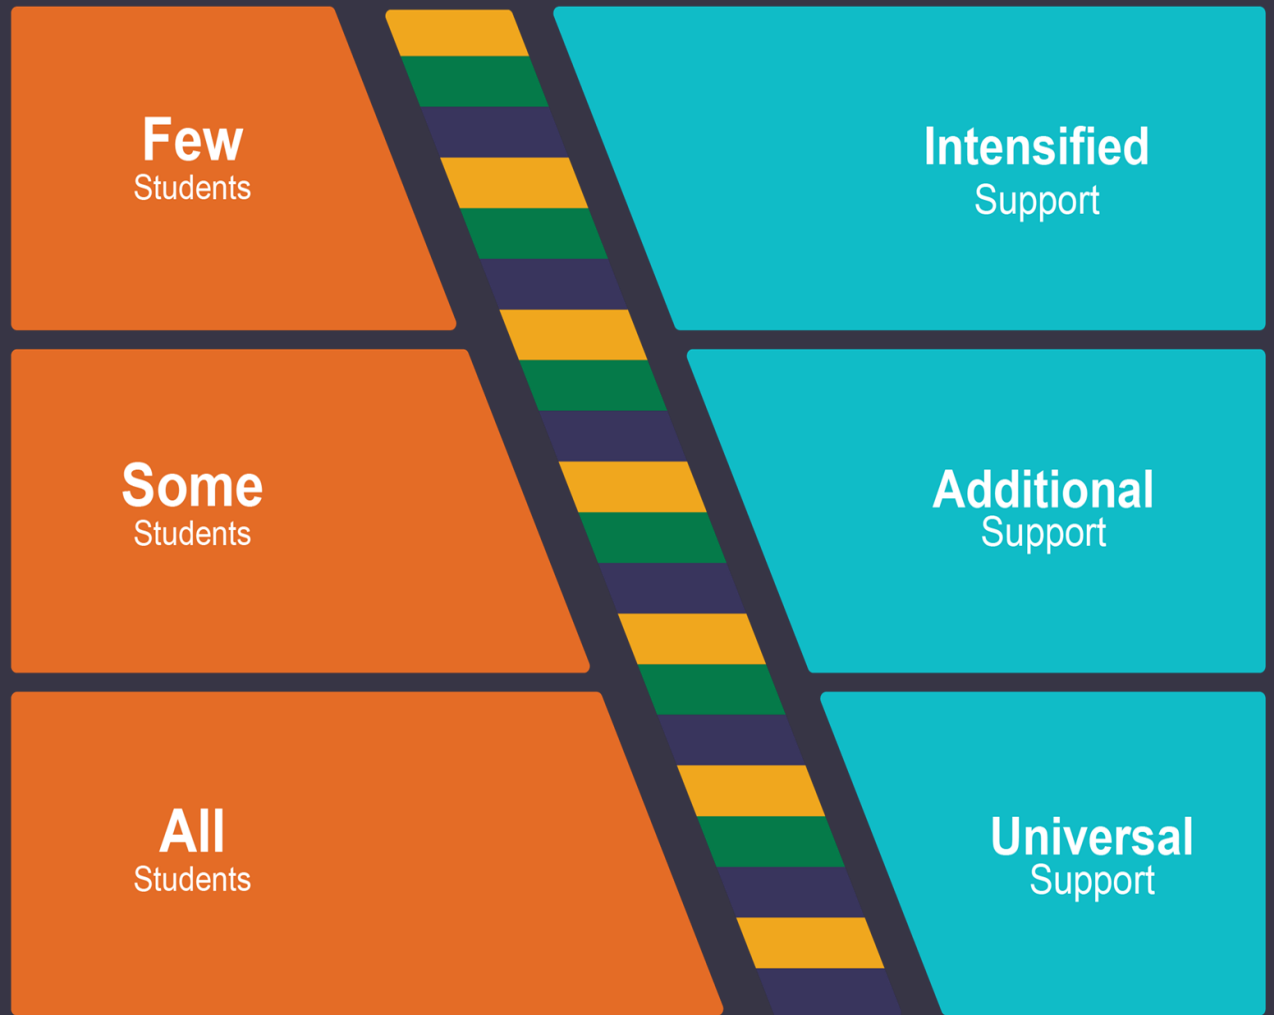 Few
Students
Intensified
Support
Some
Students
Additional
Support
All
Students
Universal
Support